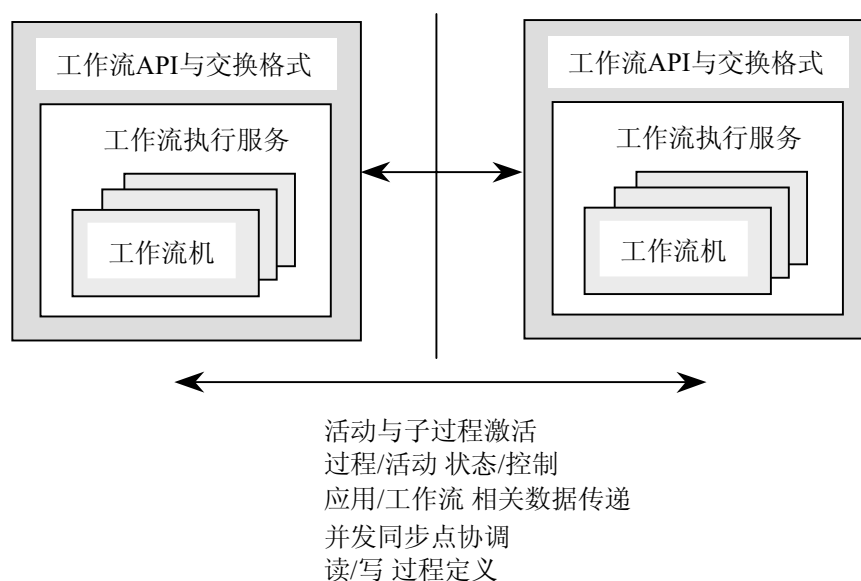 工作流API与交换格式
工作流执行服务
工作流机
工作流API与交换格式
工作流执行服务
工作流机
活动与子过程激活
过程/活动 状态/控制
应用/工作流 相关数据传递
并发同步点协调
读/写 过程定义